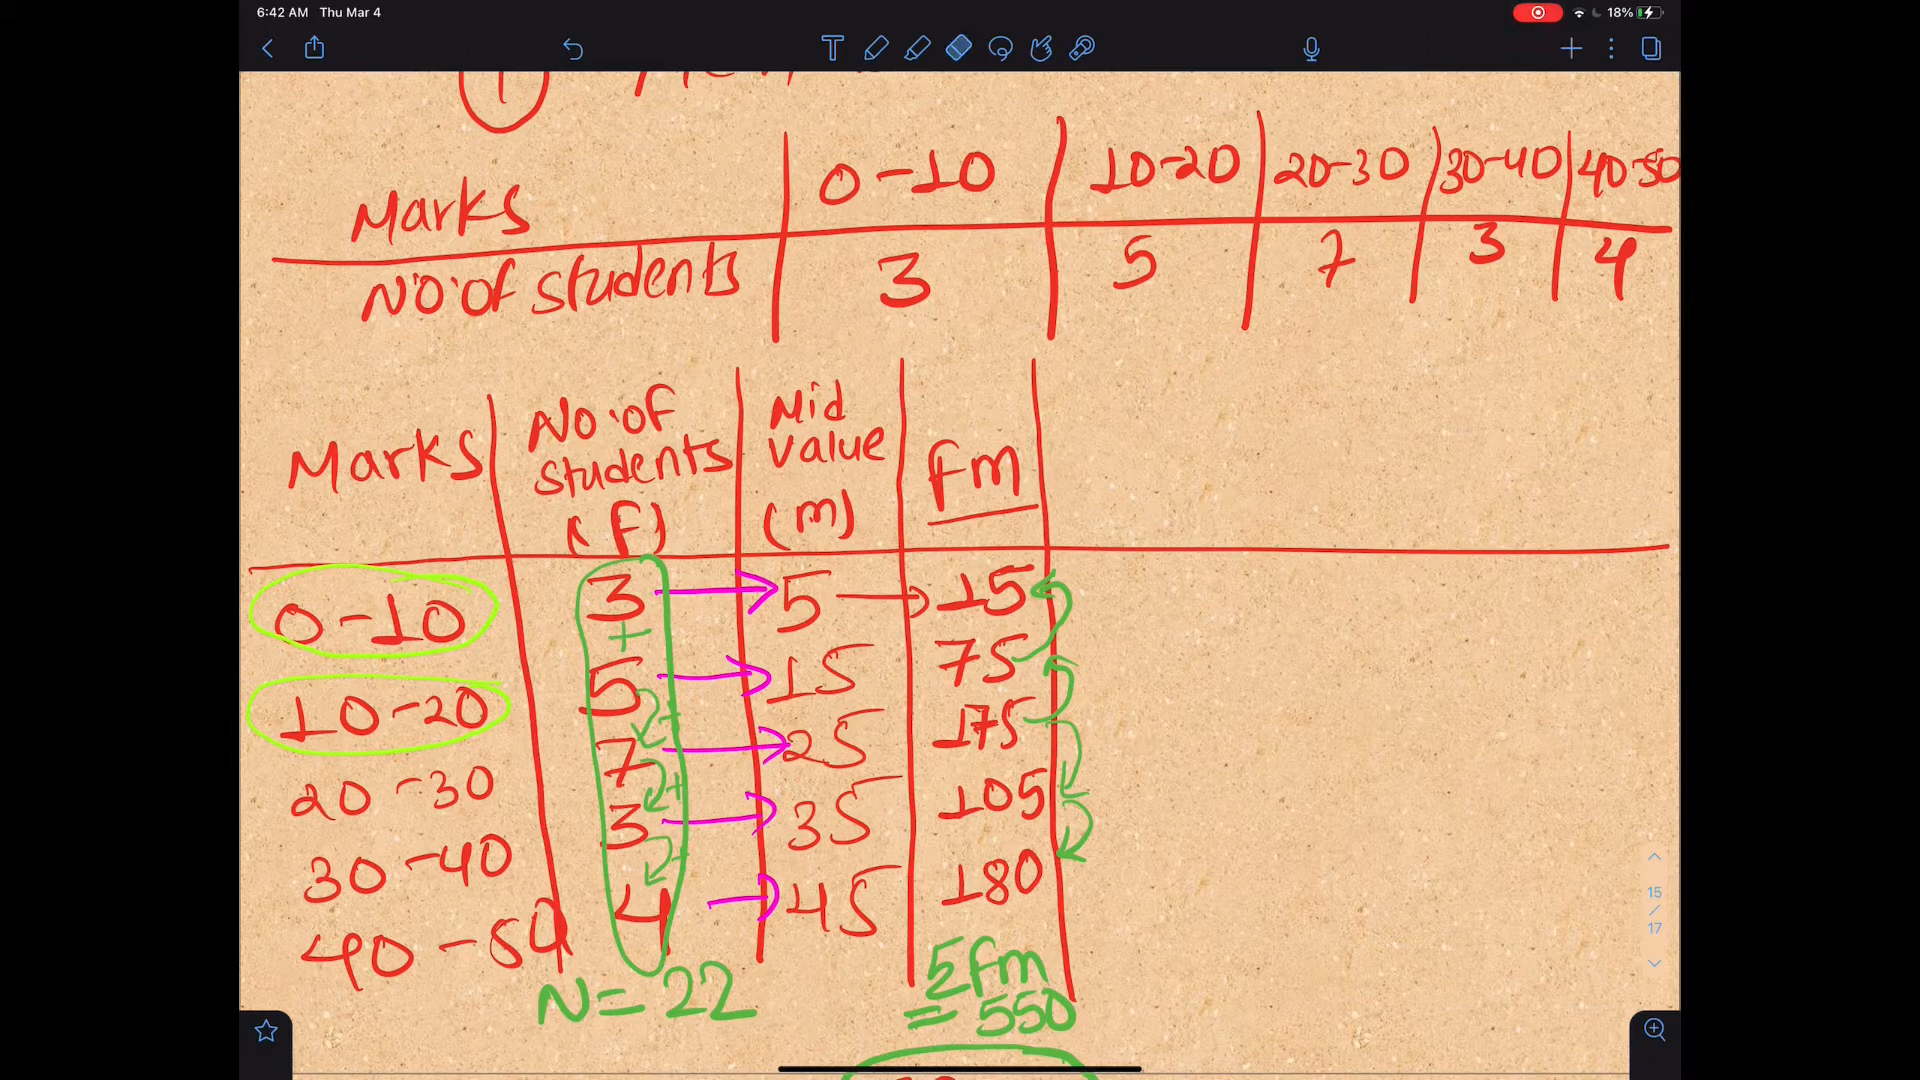 6:42 AM Thu Mar 4 18%
Marks 0-10 10-20 20-30 30-40 40-50
No. of students 3 5 7 3 4
Marks No. of students (F) Mid value (m) Fm
0-10 3 5 15
+
10-20 5 15 75
+
20-30 7 25 175
+
30-40 3 35 105
+
40-50 4 45 180
N = 22 Σfm = 550
15
/
17